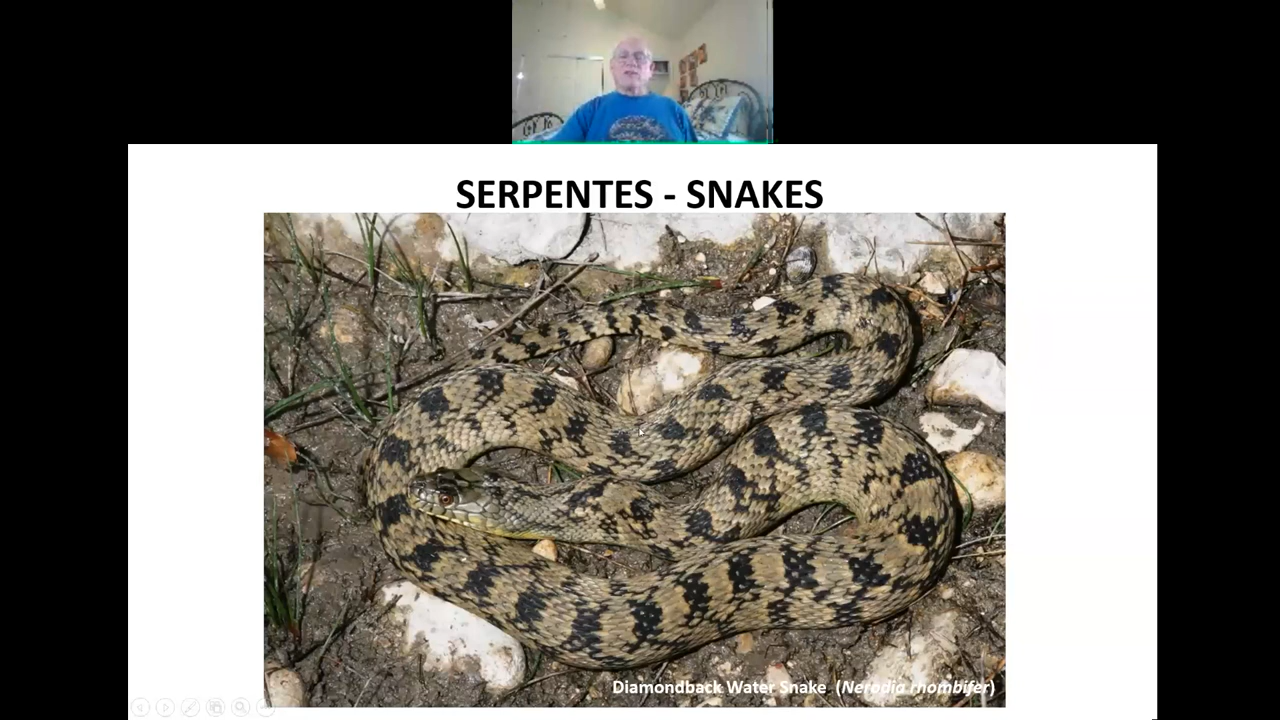 SERPENTES - SNAKES
Diamondback Water Snake (Nerodia rhombifer)